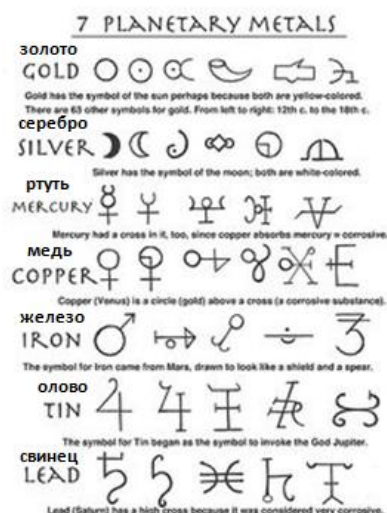 7 PLANETARY METALS
золото
GOLD
Gold has the symbol of the sun perhaps because both are yellow-colored.
There are 63 other symbols for gold. From left to right: 12th c. to the 18th c.
серебро
SILVER
Silver has the symbol of the moon; both are white-colored.
ртуть
MERCURY
Mercury had a cross in it, too, since copper absorbs mercury = corrosive.
медь
COPPER
Copper (Venus) is a circle (gold) above a cross (a corrosive substance).
железо
IRON
The symbol for Iron came from Mars, drawn to look like a shield and a spear.
олово
TIN
The symbol for Tin began as the symbol to invoke the God Jupiter.
свинец
LEAD
Lead (Saturn) has a high cross because it was considered very corrosive.